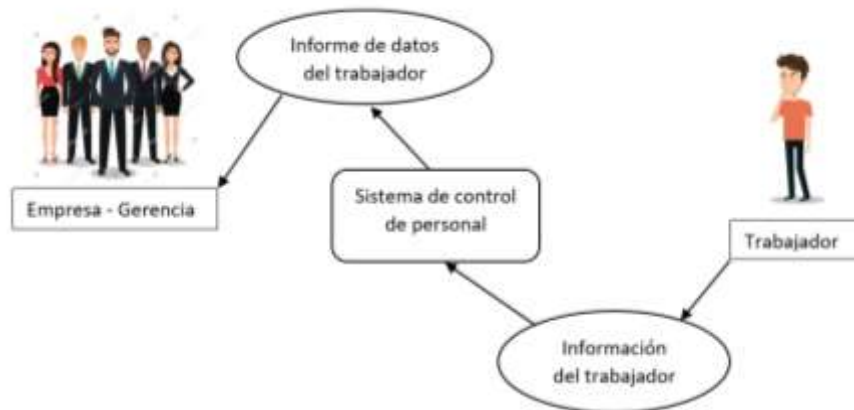 Informe de datos
del trabajador
Empresa - Gerencia
Sistema de control
de personal
Trabajador
Información
del trabajador